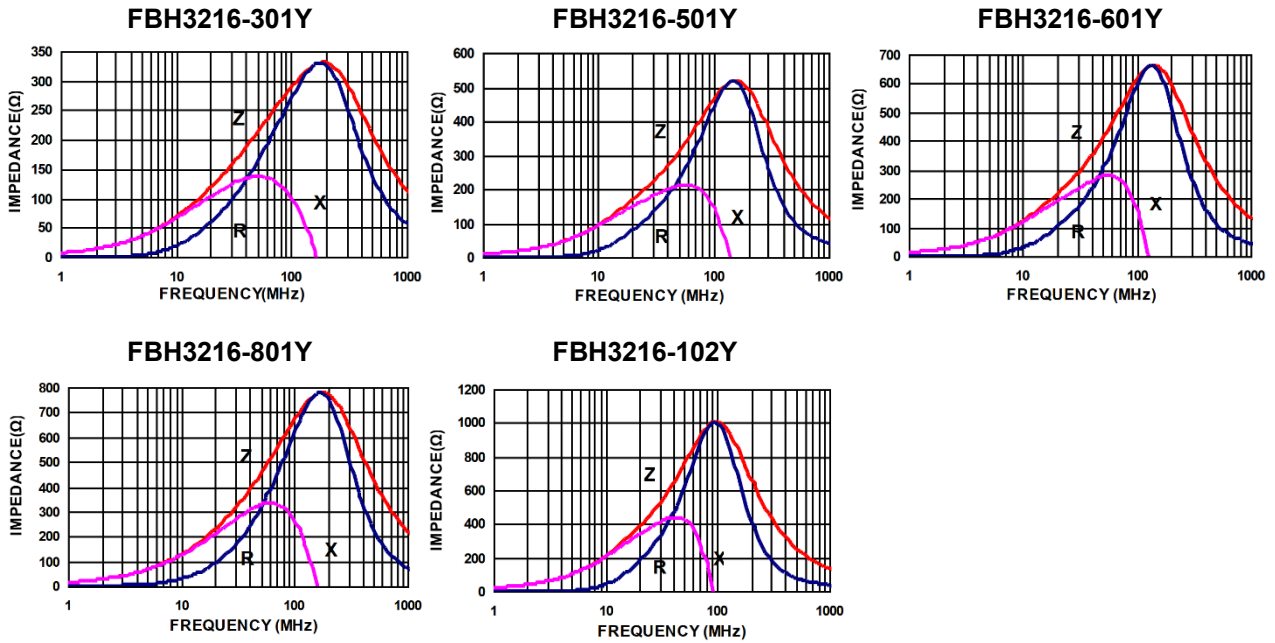 FBH3216-301Y
350
300
250
200
150
100
50
0
IMPEDANCE(Ω)
Z
R
X
1
10
100
1000
FREQUENCY(MHz)
FBH3216-501Y
600
500
400
300
200
100
0
IMPEDANCE(Ω)
Z
R
X
1
10
100
1000
FREQUENCY (MHz)
FBH3216-601Y
700
600
500
400
300
200
100
0
IMPEDANCE(Ω)
Z
R
X
1
10
100
1000
FREQUENCY (MHz)
FBH3216-801Y
800
700
600
500
400
300
200
100
0
IMPEDANCE(Ω)
Z
R
X
1
10
100
1000
FREQUENCY (MHz)
FBH3216-102Y
1200
1000
800
600
400
200
0
IMPEDANCE(Ω)
Z
R
X
1
10
100
1000
FREQUENCY (MHz)